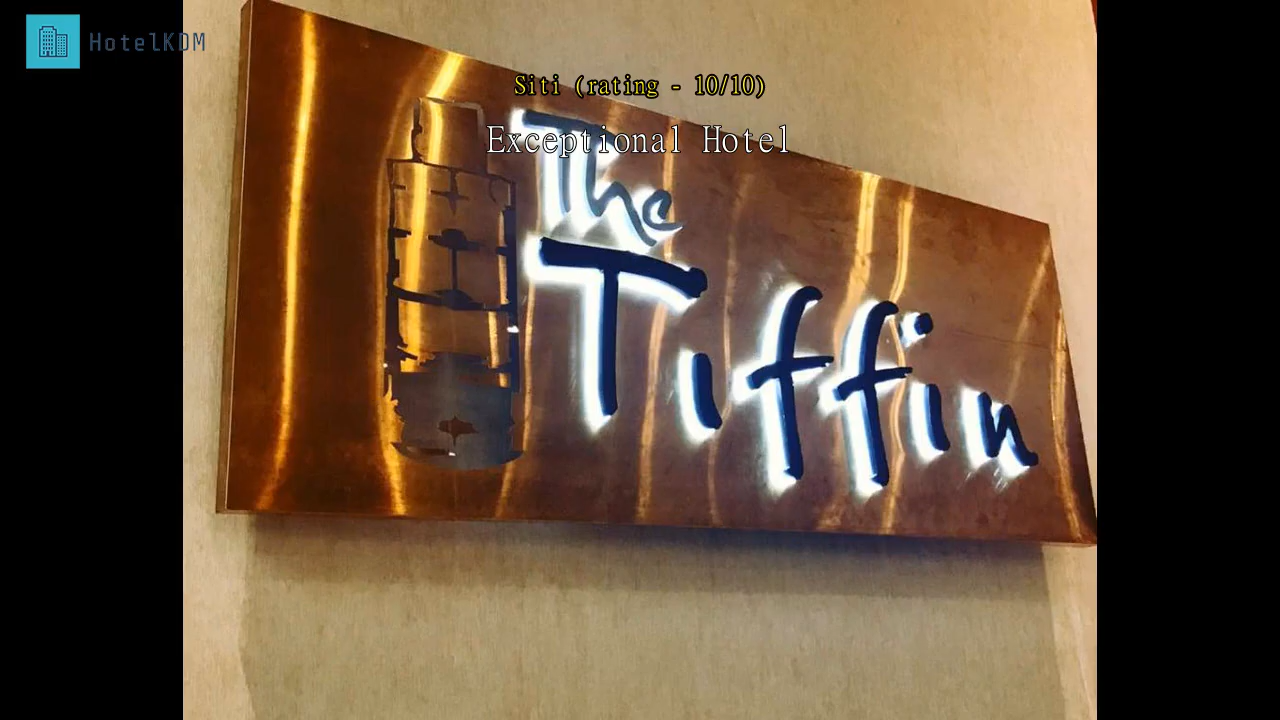 HotelKDM
Siti (rating - 10/10)
Exceptional Hotel
The
Tiffin